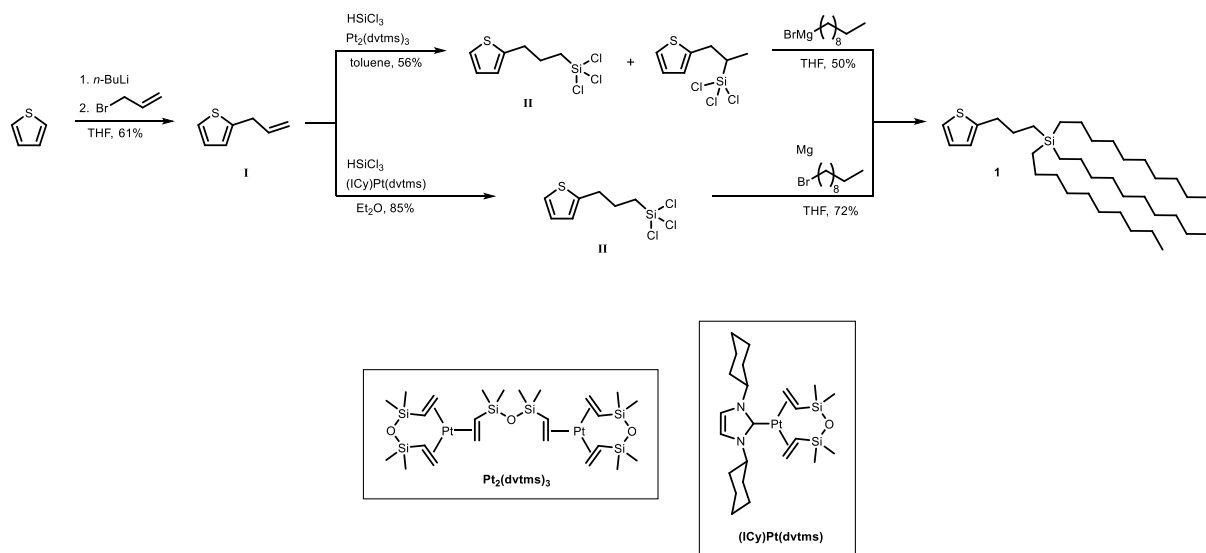 HSiCl3
Pt2(dvtms)3
toluene, 56%
S
Si
Cl
Cl
Cl
II
+
S
Si
Cl
Cl
Cl
BrMg
( )8
THF, 50%
1. n-BuLi
2. Br
THF, 61%
S
S
I
HSiCl3
(ICy)Pt(dvtms)
Et2O, 85%
S
Si
Cl
Cl
Cl
II
Mg
Br
( )8
THF, 72%
S
Si
1
Si
O
Si
Pt
Si
O
Si
Pt
Si
O
Si
Pt2(dvtms)3
N
N
Pt
Si
O
Si
(ICy)Pt(dvtms)